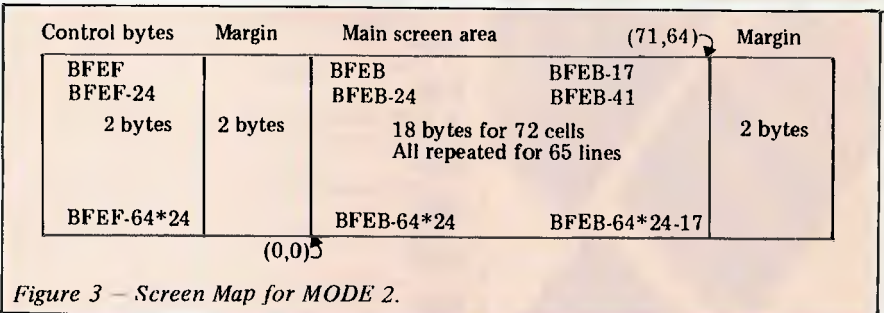 Control bytes Margin Main screen area (71,64) Margin
BFEF BFEB BFEB-17
BFEF-24 BFEB-24 BFEB-41
2 bytes 2 bytes 18 bytes for 72 cells 2 bytes
All repeated for 65 lines
BFEF-64*24 BFEB-64*24 BFEB-64*24-17
(0,0)
Figure 3 — Screen Map for MODE 2.